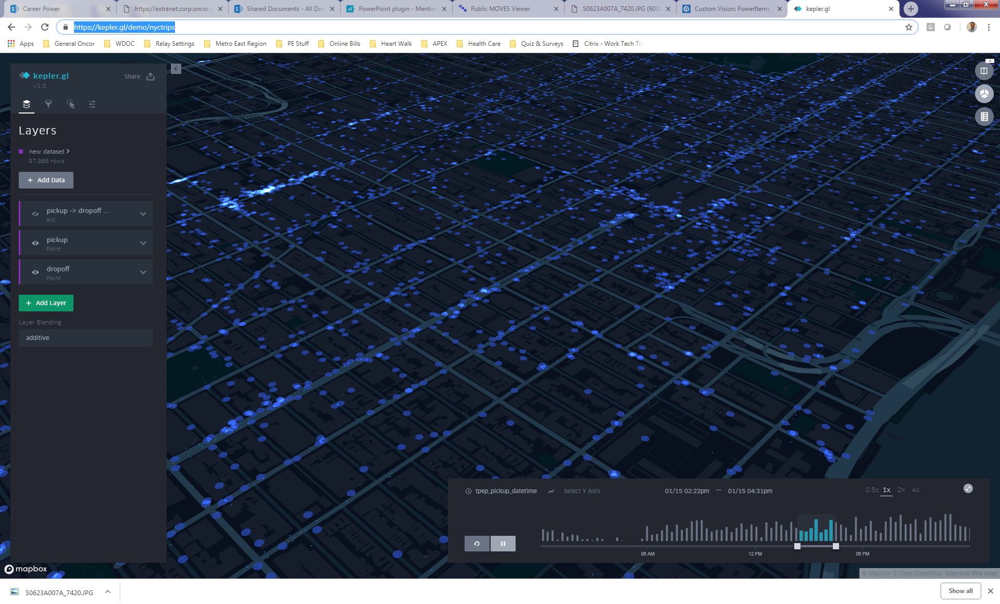 Career Power
https://extranet.corp.oncor.c
Shared Documents - All Doc
PowerPoint plugin - Mentim
Public MOVES Viewer
S0623A007A_7420.JPG (600
Custom Vision: PowerItems_
kepler.gl
https://kepler.gl/demo/nyctrips
G
Apps
General Oncor
WDOC
Relay Settings
Metro East Region
PE Stuff
Online Bills
Heart Walk
APEX
Health Care
Quiz & Surveys
Citrix - Work Tech Tin
kepler.gl
v1.0
Share
Layers
new dataset
97,986 rows
+ Add Data
pickup -> dropoff ...
Arc
pickup
Point
dropoff
Point
+ Add Layer
Layer Blending
additive
tpep_pickup_datetime
Select Y Axis
01/15 02:22pm — 01/15 04:31pm
0.5x 1x 2x 4x
06 AM
12 PM
06 PM
mapbox
© Mapbox © OpenStreetMap Improve this map
S0623A007A_7420.JPG
Show all